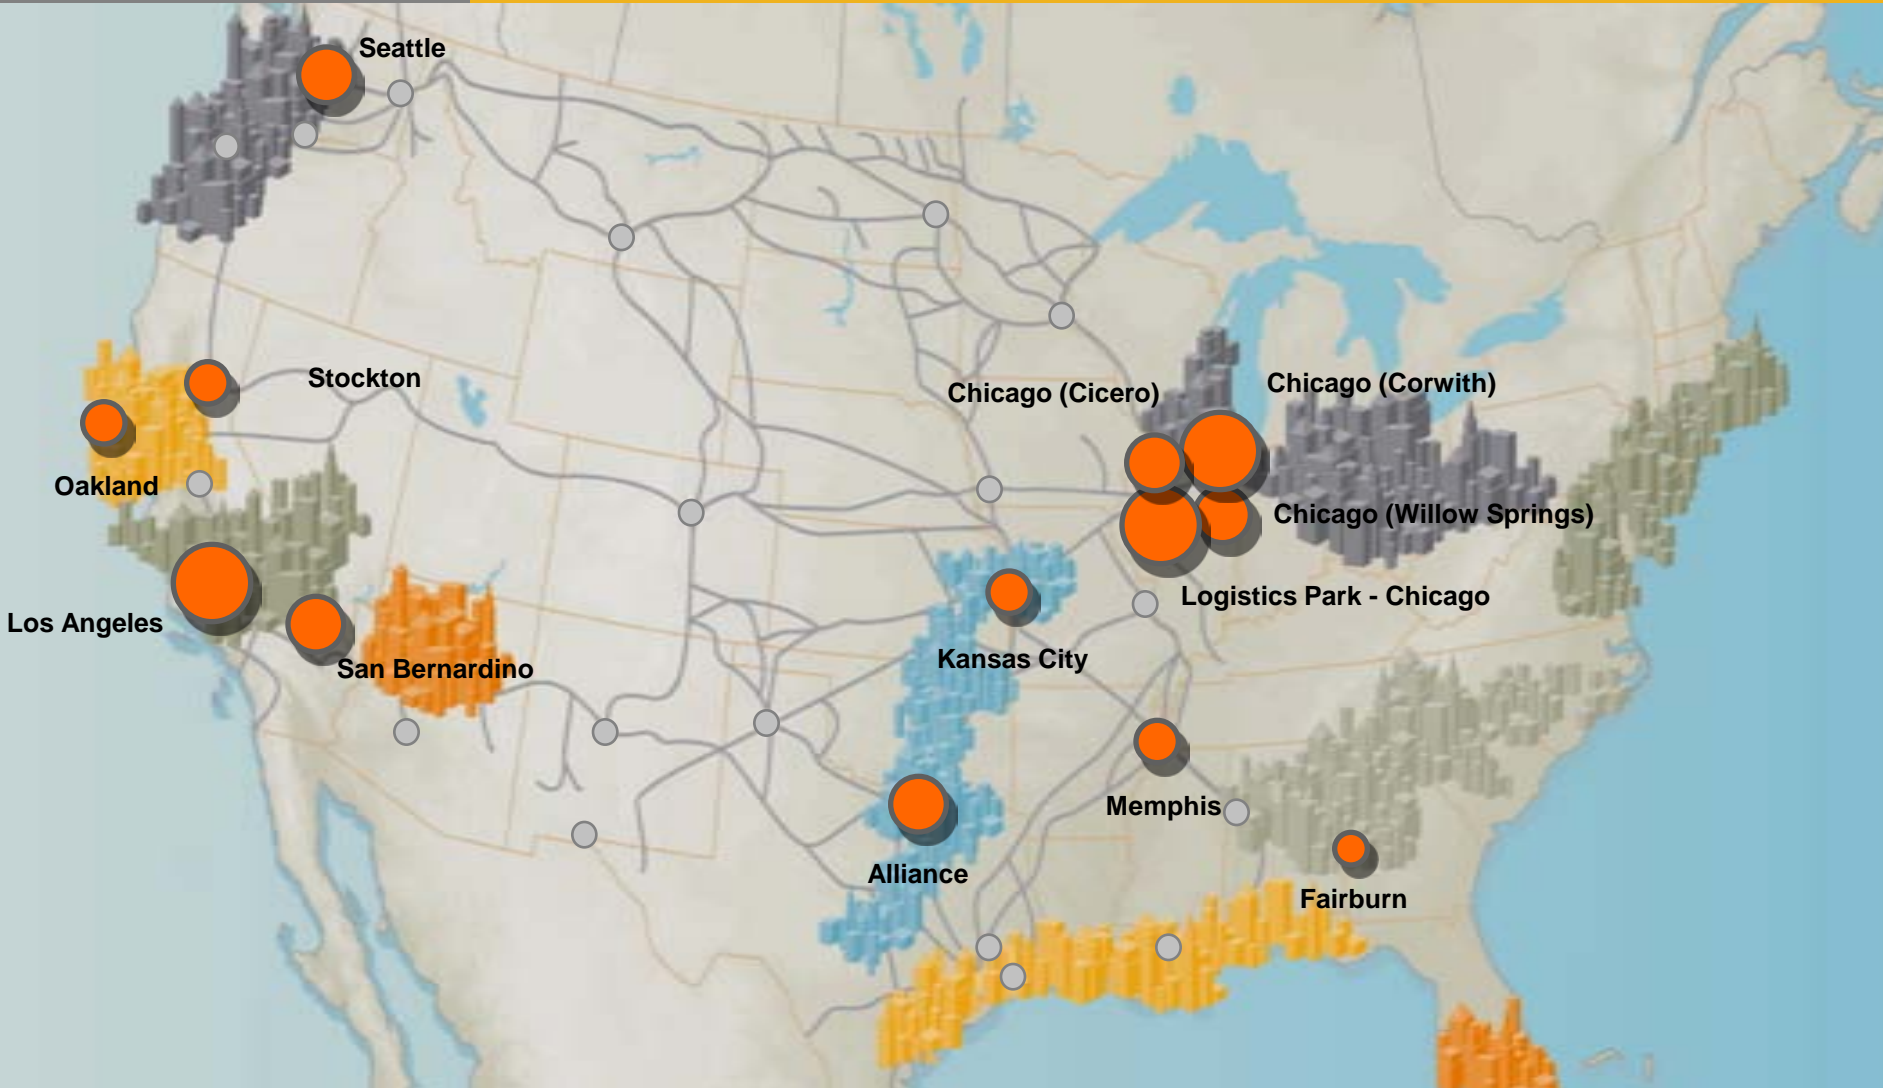 Seattle
Stockton
Chicago (Cicero)
Chicago (Corwith)
Oakland
Chicago (Willow Springs)
Logistics Park - Chicago
Los Angeles
San Bernardino
Kansas City
Memphis
Alliance
Fairburn